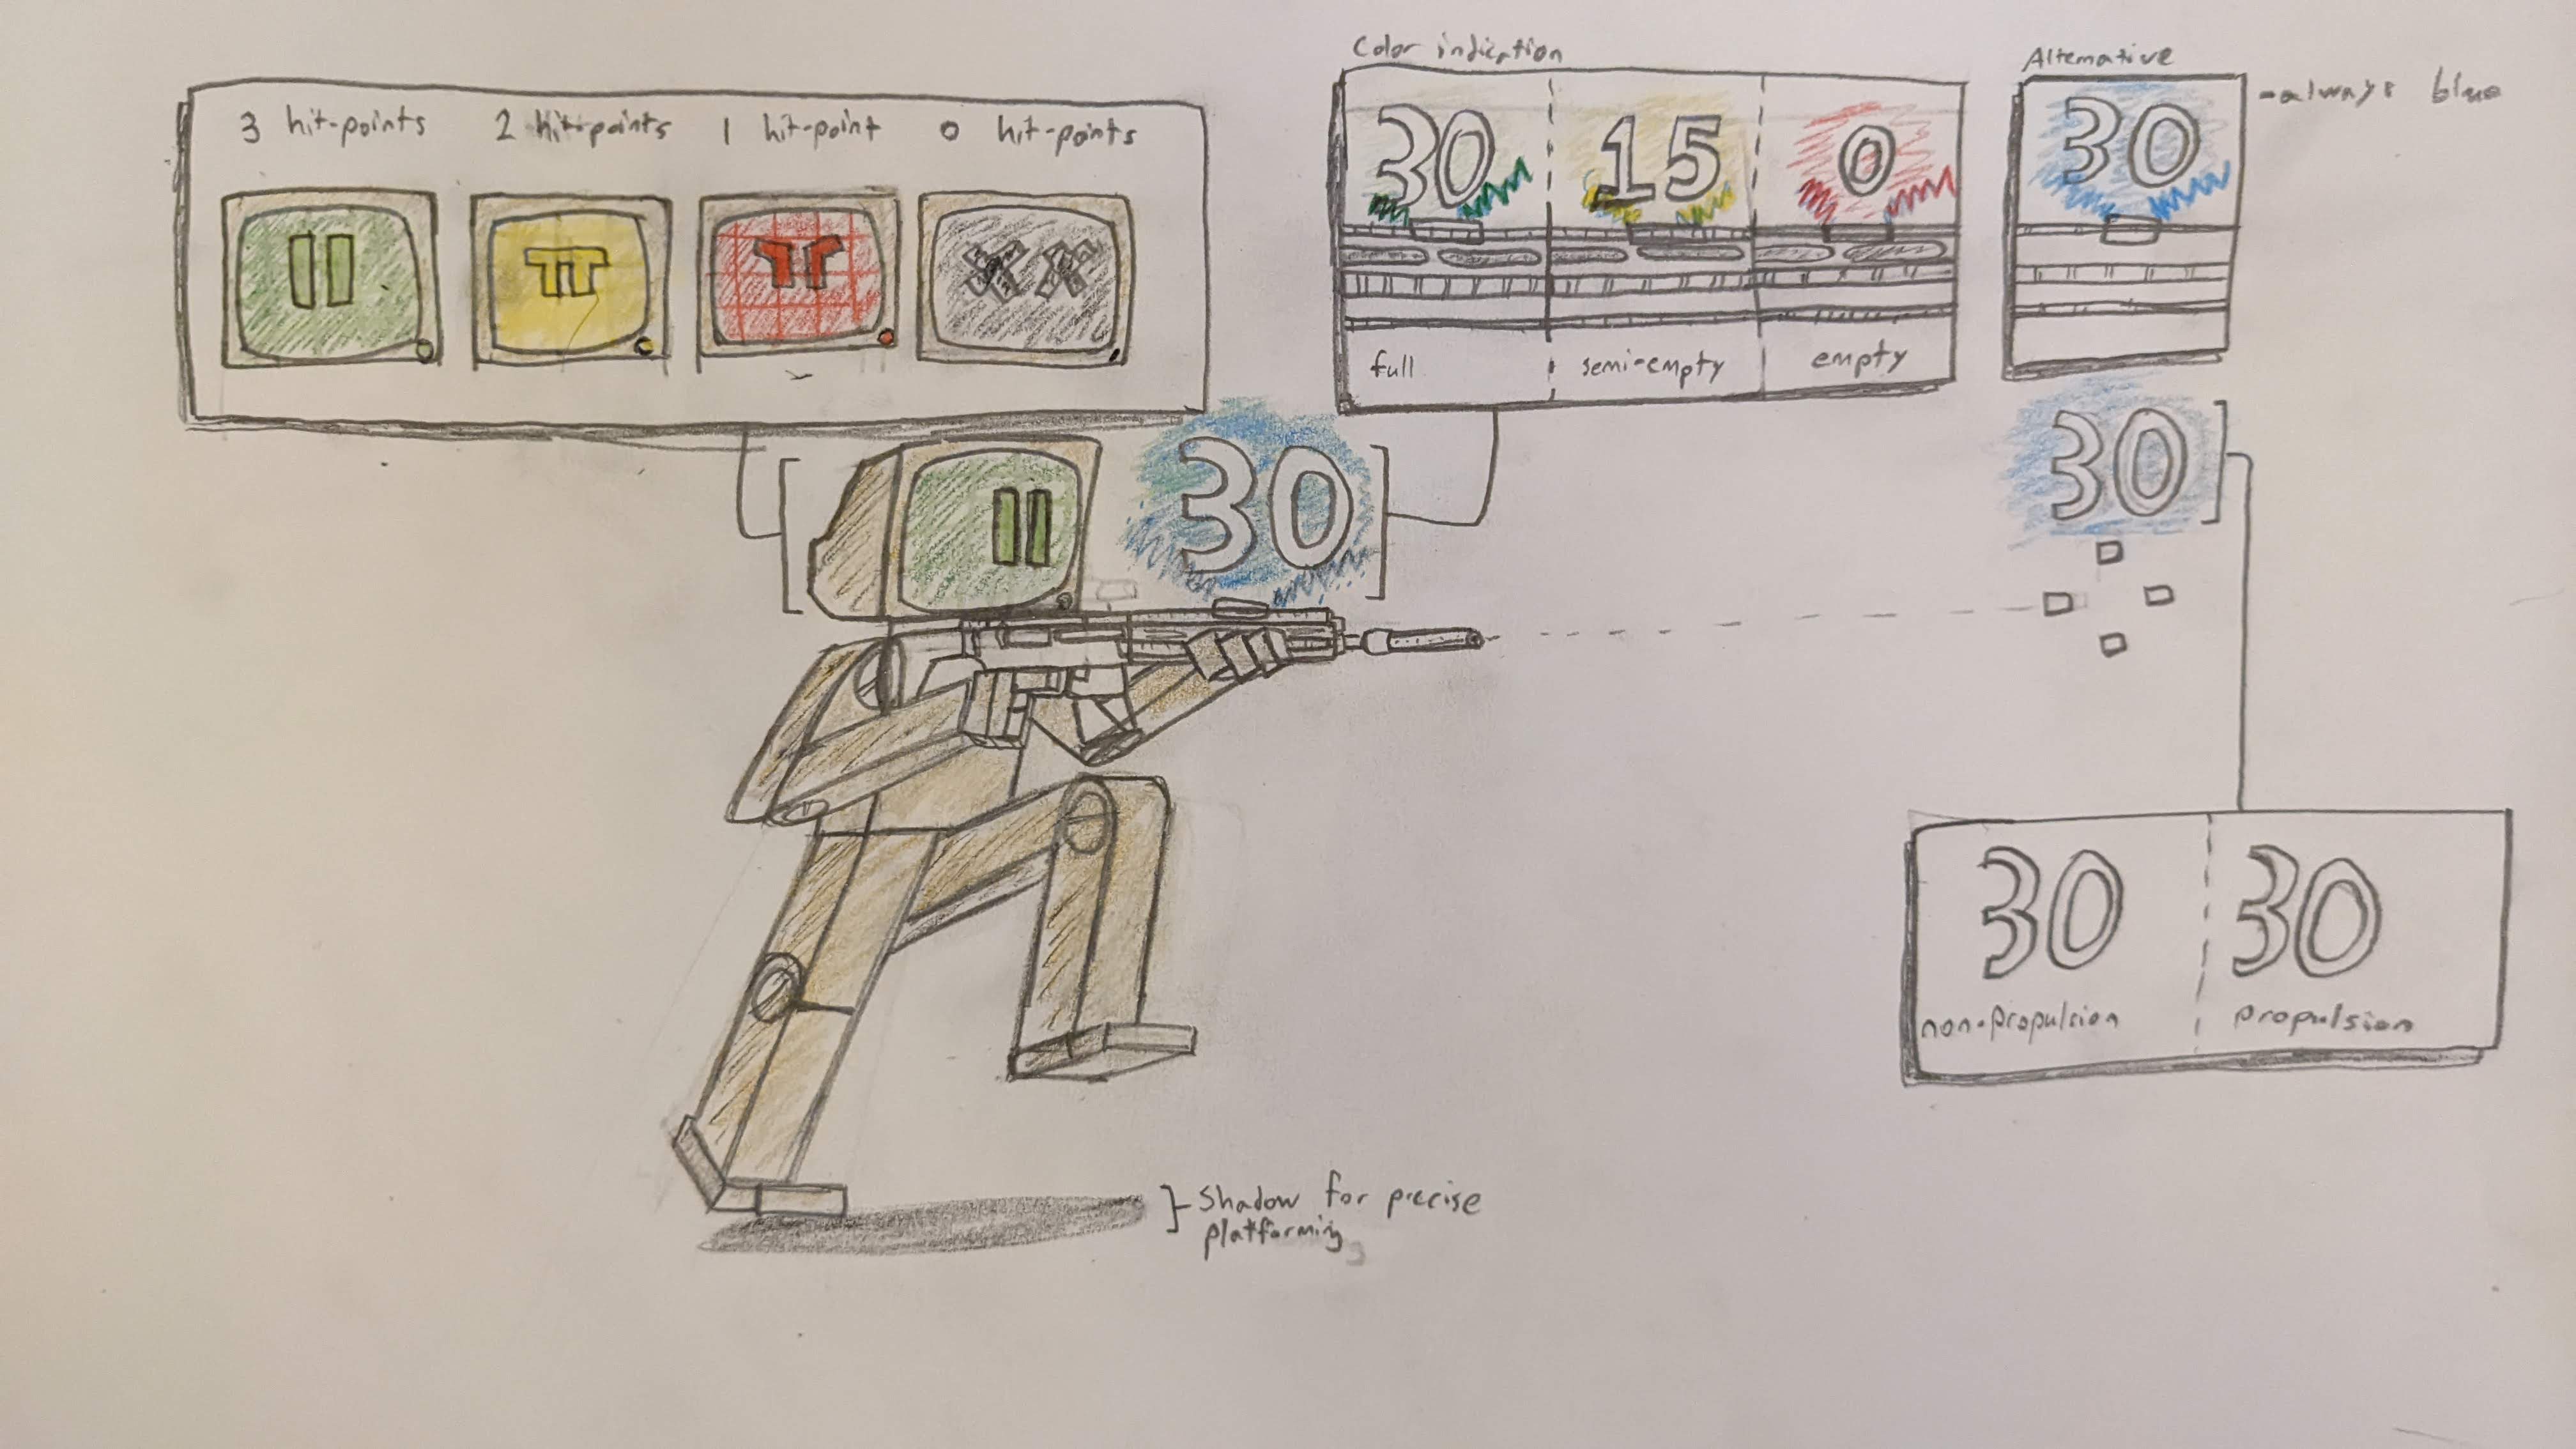 3 hit-points 2 hit-points 1 hit-point 0 hit-points
Color indication
30 15 0
full semi-empty empty
Alternative
30
-always blue
30
30
30 30
non-propulsion propulsion
Shadow for precise
platforming